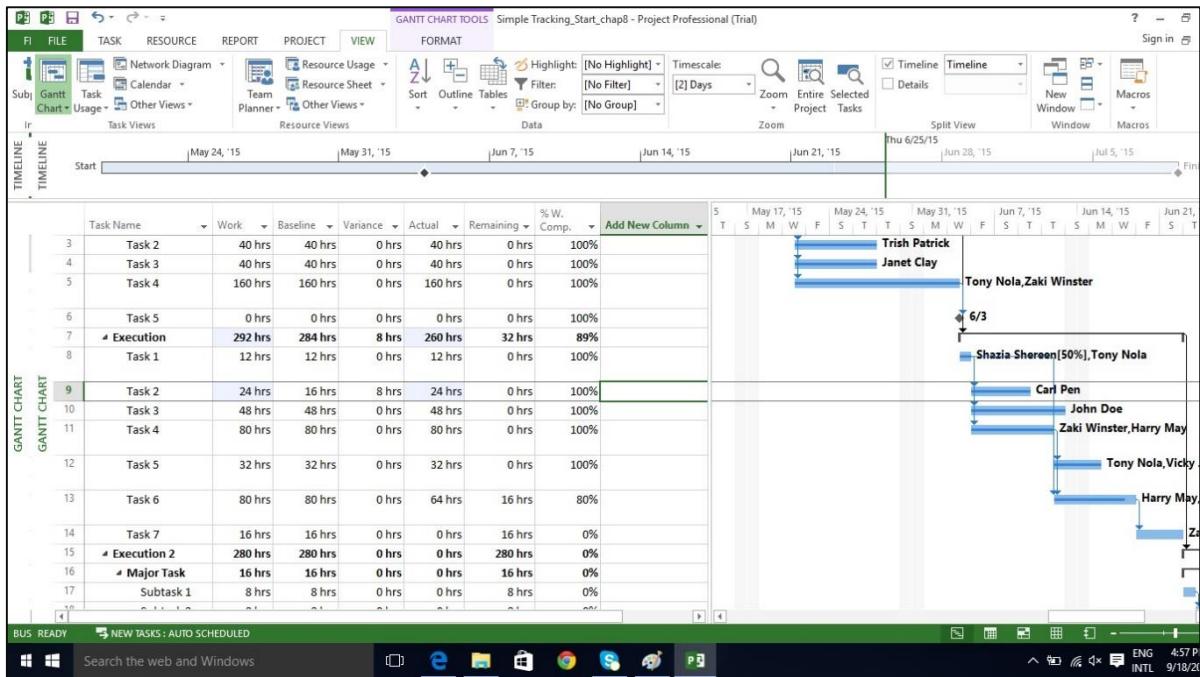 GANTT CHART TOOLS Simple Tracking_Start_chap8 - Project Professional (Trial) ?
FI FILE TASK RESOURCE REPORT PROJECT VIEW FORMAT Sign in
Network Diagram Resource Usage Highlight: [No Highlight] Timescale: Timeline Timeline
Calendar Resource Sheet Filter: [No Filter] [2] Days Details
Subj Gantt Chart Task Usage Other Views Team Planner Other Views Sort Outline Tables Group by: [No Group] Zoom Entire Project Selected Tasks New Window Macros
Ir Task Views Resource Views Data Zoom Split View Window Macros
Thu 6/25/15
TIMELINE TIMELINE Start May 24, '15 May 31, '15 Jun 7, '15 Jun 14, '15 Jun 21, '15 Jun 28, '15 Jul 5, '15 Fini
Task Name Work Baseline Variance Actual Remaining % W. Comp. Add New Column
5 May 17, '15 May 24, '15 May 31, '15 Jun 7, '15 Jun 14, '15 Jun 21,
T S M W F S T T S M W F S T T S M W F S T
3 Task 2 40 hrs 40 hrs 0 hrs 40 hrs 0 hrs 100% Trish Patrick
4 Task 3 40 hrs 40 hrs 0 hrs 40 hrs 0 hrs 100% Janet Clay
5 Task 4 160 hrs 160 hrs 0 hrs 160 hrs 0 hrs 100% Tony Nola,Zaki Winster
6 Task 5 0 hrs 0 hrs 0 hrs 0 hrs 0 hrs 100% 6/3
7 Execution 292 hrs 284 hrs 8 hrs 260 hrs 32 hrs 89%
8 Task 1 12 hrs 12 hrs 0 hrs 12 hrs 0 hrs 100% Shazia Shereen[50%],Tony Nola
9 Task 2 24 hrs 16 hrs 8 hrs 24 hrs 0 hrs 100% Carl Pen
10 Task 3 48 hrs 48 hrs 0 hrs 48 hrs 0 hrs 100% John Doe
11 Task 4 80 hrs 80 hrs 0 hrs 80 hrs 0 hrs 100% Zaki Winster,Harry May
12 Task 5 32 hrs 32 hrs 0 hrs 32 hrs 0 hrs 100% Tony Nola,Vicky
13 Task 6 80 hrs 80 hrs 0 hrs 64 hrs 16 hrs 80% Harry May,
14 Task 7 16 hrs 16 hrs 0 hrs 0 hrs 16 hrs 0% Za
15 Execution 2 280 hrs 280 hrs 0 hrs 0 hrs 280 hrs 0%
16 Major Task 16 hrs 16 hrs 0 hrs 0 hrs 16 hrs 0%
17 Subtask 1 8 hrs 8 hrs 0 hrs 0 hrs 8 hrs 0%
GANTT CHART GANTT CHART
BUS READY NEW TASKS : AUTO SCHEDULED
Search the web and Windows ENG 4:57 P
INTL 9/18/20